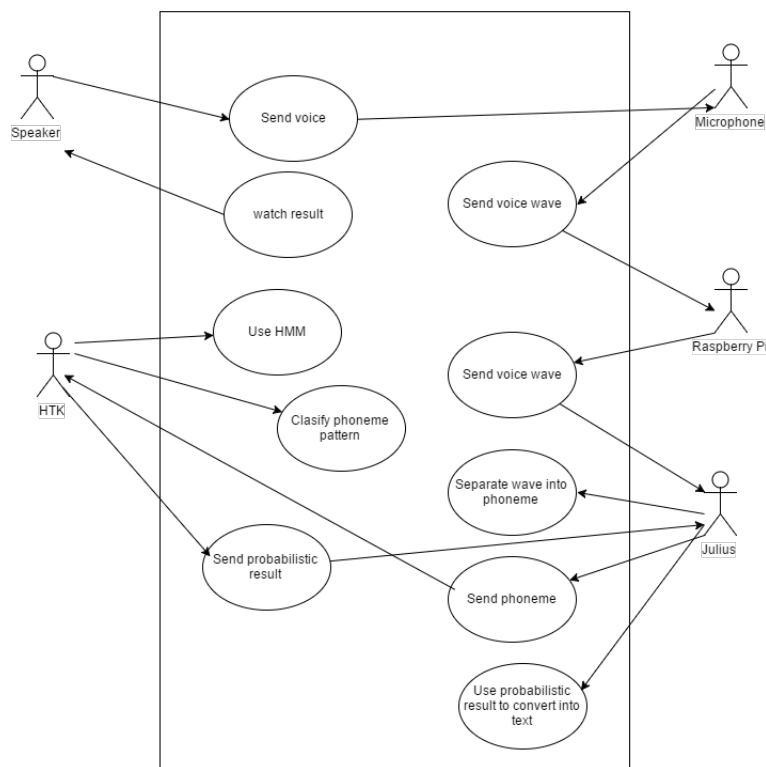 Speaker
Send voice
Microphone
watch result
Send voice wave
Use HMM
Raspberry Pi
Send voice wave
HTK
Clasify phoneme
pattern
Separate wave into
phoneme
Julius
Send probabilistic
result
Send phoneme
Use probabilistic
result to convert into
text